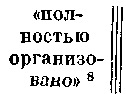 «пол-
ностью
организо-
вано» 8